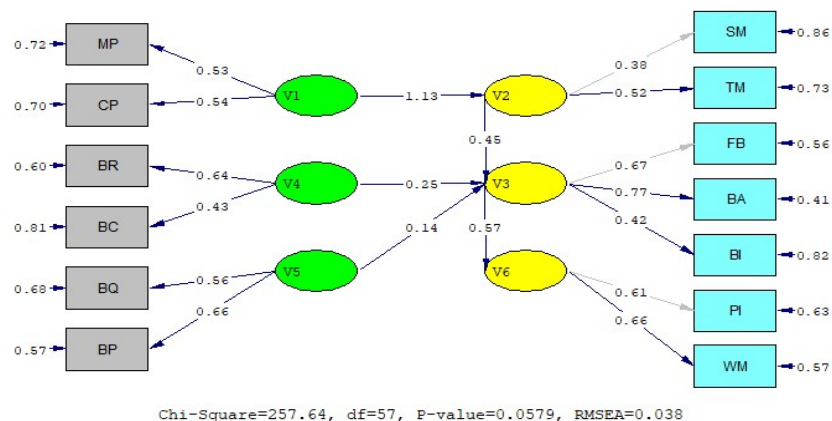 SM 0.86
0.72 MP
0.38
0.53
TM 0.73
0.52
V1 1.13 V2
0.70 CP 0.54
FB 0.56
0.45
0.67
0.60 BR 0.64
V4 0.25 V3
0.77 BA 0.41
0.43
0.42
0.81 BC
0.14 0.57
BI 0.82
0.68 BQ 0.56
V5 V6
0.61
PI 0.63
0.66
0.66
0.57 BP
WM 0.57
Chi-Square=257.64, df=57, P-value=0.0579, RMSEA=0.038